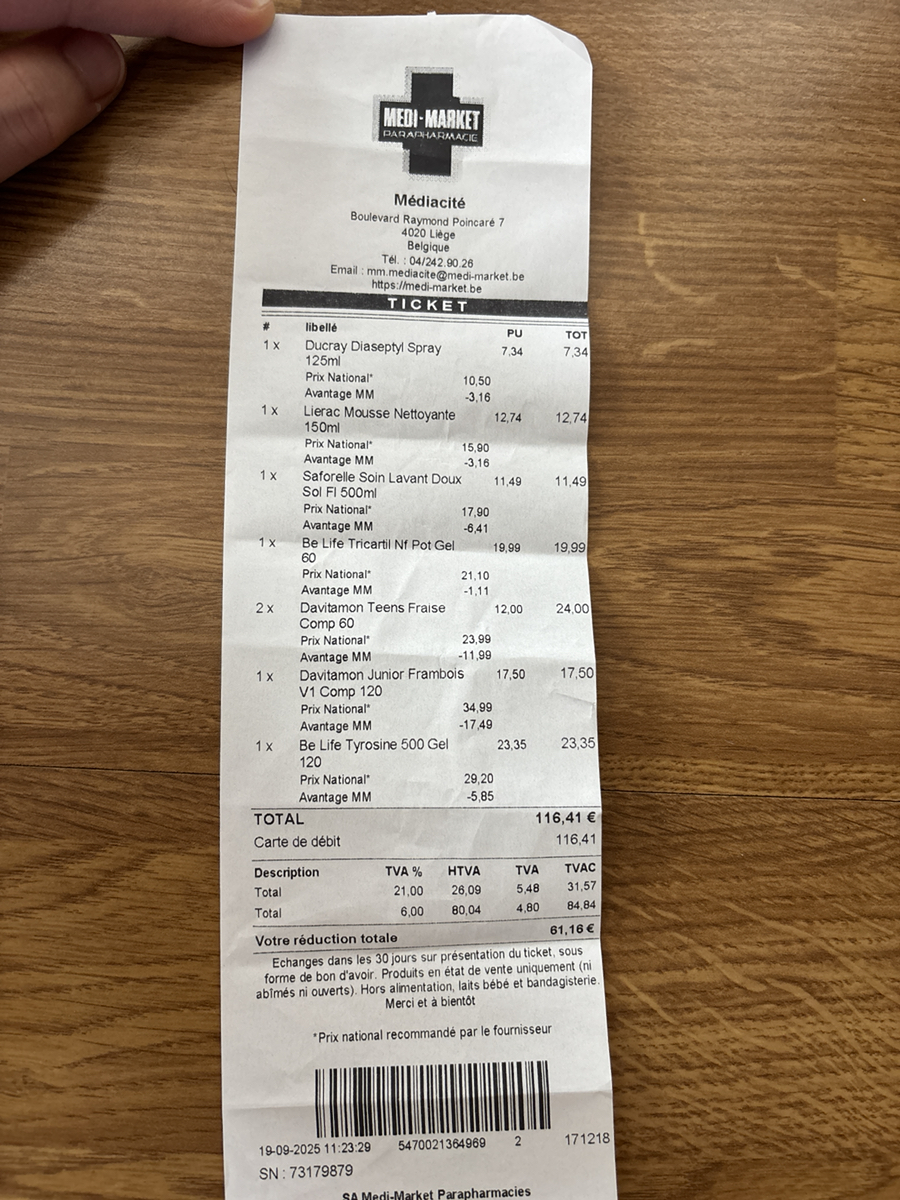 MEDI-MARKET
PARAPHARMACIE
Médiacité
Boulevard Raymond Poincaré 7
4020 Liège
Belgique
Tél. : 04/242.90.26
Email : mm.mediacite@medi-market.be
https://medi-market.be
TICKET
# libellé PU TOT
1 x Ducray Diaseptyl Spray 7,34 7,34
125ml
Prix National* 10,50
Avantage MM -3,16
1 x Lierac Mousse Nettoyante 12,74 12,74
150ml
Prix National* 15,90
Avantage MM -3,16
1 x Saforelle Soin Lavant Doux 11,49 11,49
Sol Fl 500ml
Prix National* 17,90
Avantage MM -6,41
1 x Be Life Tricartil Nf Pot Gel 19,99 19,99
60
Prix National* 21,10
Avantage MM -1,11
2 x Davitamon Teens Fraise 12,00 24,00
Comp 60
Prix National* 23,99
Avantage MM -11,99
1 x Davitamon Junior Frambois 17,50 17,50
V1 Comp 120
Prix National* 34,99
Avantage MM -17,49
1 x Be Life Tyrosine 500 Gel 23,35 23,35
120
Prix National* 29,20
Avantage MM -5,85
TOTAL 116,41 €
Carte de débit 116,41
Description TVA % HTVA TVA TVAC
Total 21,00 26,09 5,48 31,57
Total 6,00 80,04 4,80 84,84
Votre réduction totale 61,16 €
Echanges dans les 30 jours sur présentation du ticket, sous
forme de bon d'avoir. Produits en état de vente uniquement (ni
abîmés ni ouverts). Hors alimentation, laits bébé et bandagisterie.
Merci et à bientôt
*Prix national recommandé par le fournisseur
19-09-2025 11:23:29 5470021364969 2 171218
SN : 73179879
SA Medi-Market Parapharmacies